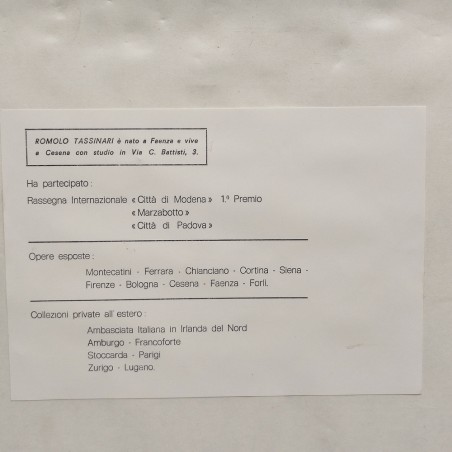 ROMOLO TASSINARI è nato a Faenza e vive
a Cesena con studio in Via C. Battisti, 3.
Ha partecipato:
Rassegna Internazionale «Città di Modena» 1.º Premio
«Marzabotto»
«Città di Padova»
Opere esposte:
Montecatini - Ferrara - Chianciano - Cortina - Siena -
Firenze - Bologna - Cesena - Faenza - Forlì.
Collezioni private all'estero:
Ambasciata Italiana in Irlanda del Nord
Amburgo - Francoforte
Stoccarda - Parigi
Zurigo - Lugano.